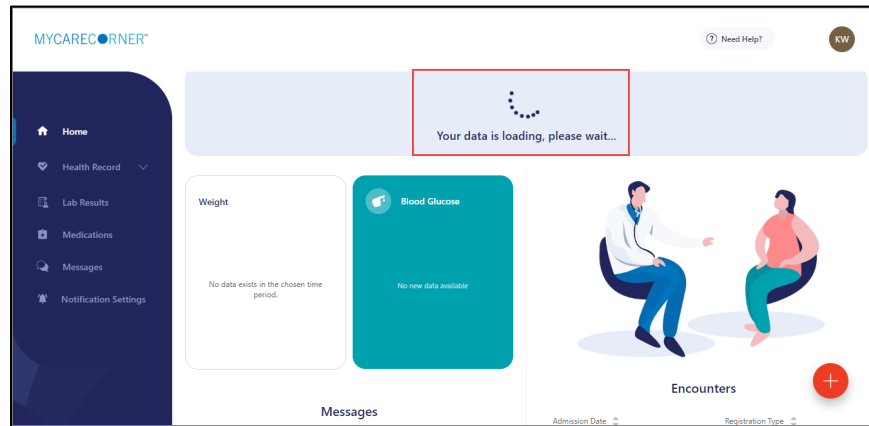 MYCARECORNER™
Need Help?
KW
Your data is loading, please wait...
Home
Health Record
Lab Results
Medications
Messages
Notification Settings
Weight
No data exists in the chosen time
period.
Blood Glucose
No new data available
Messages
Encounters
Admission Date
Registration Type